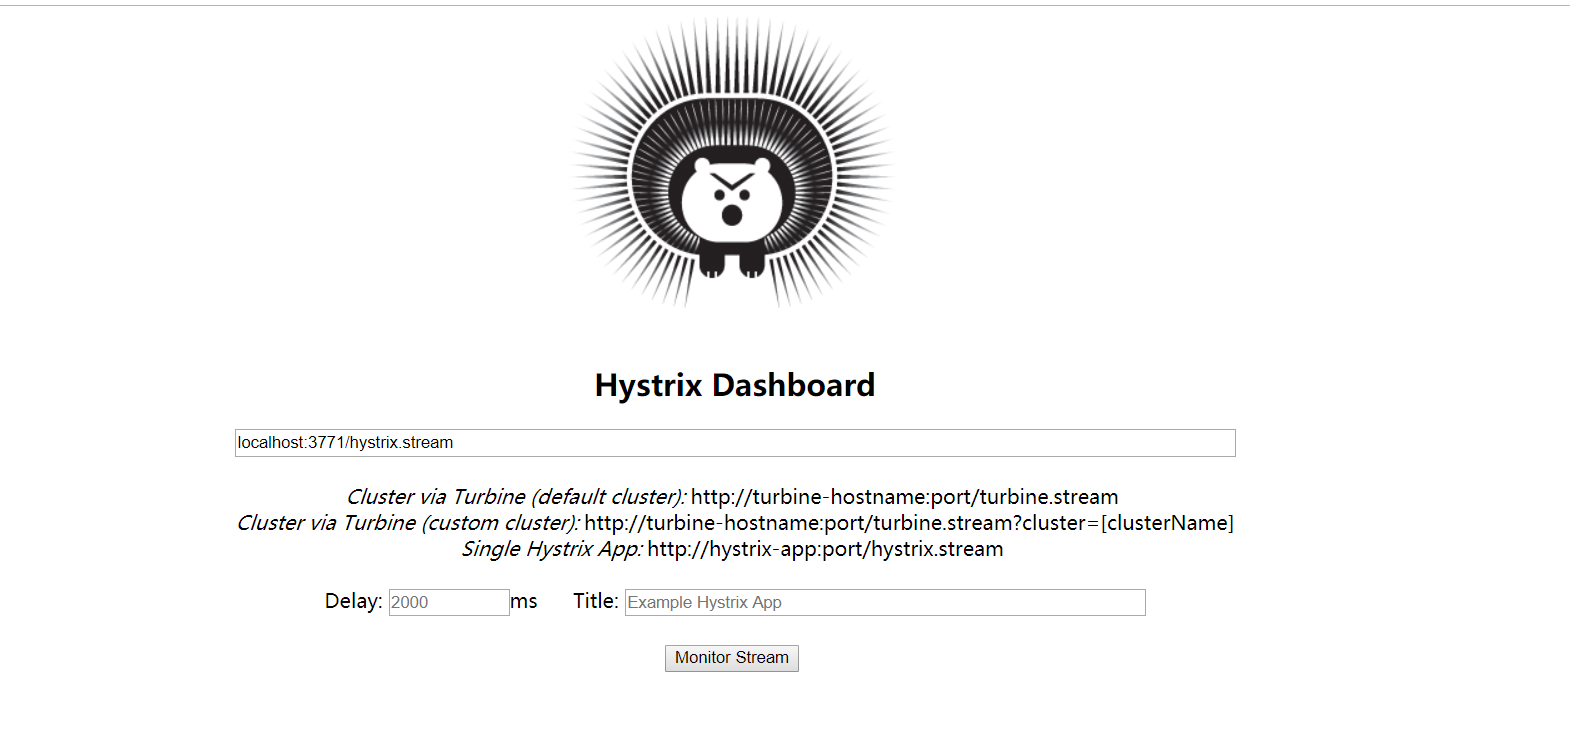 Hystrix Dashboard
localhost:3771/hystrix.stream
Cluster via Turbine (default cluster): http://turbine-hostname:port/turbine.stream
Cluster via Turbine (custom cluster): http://turbine-hostname:port/turbine.stream?cluster=[clusterName]
Single Hystrix App: http://hystrix-app:port/hystrix.stream
Delay: 2000 ms Title: Example Hystrix App
Monitor Stream